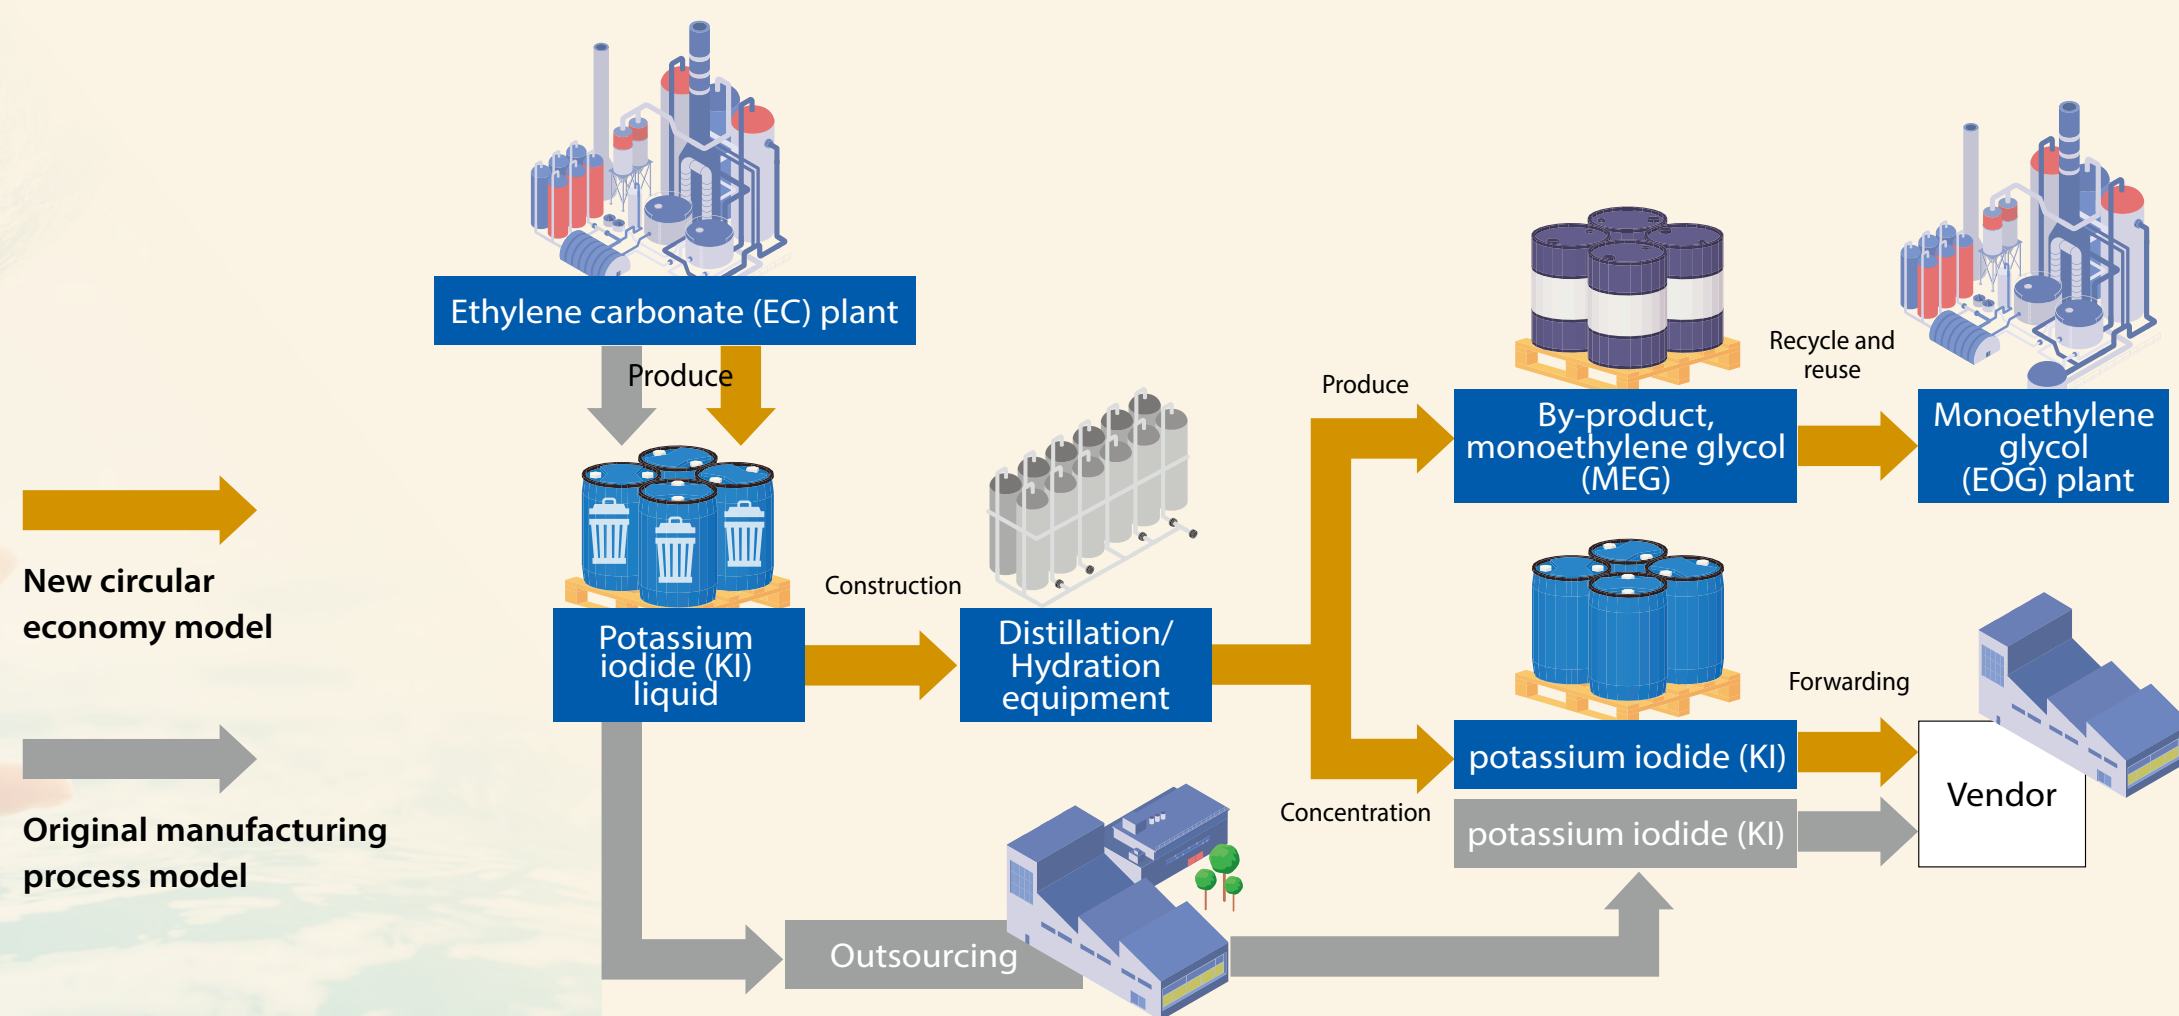 Ethylene carbonate (EC) plant
Produce
New circular
economy model
Original manufacturing
process model
Potassium
iodide (KI)
liquid
Construction
Distillation/
Hydration
equipment
Produce
By-product,
monoethylene glycol
(MEG)
Recycle and
reuse
Monoethylene
glycol
(EOG) plant
Concentration
potassium iodide (KI)
Forwarding
Vendor
potassium iodide (KI)
Outsourcing